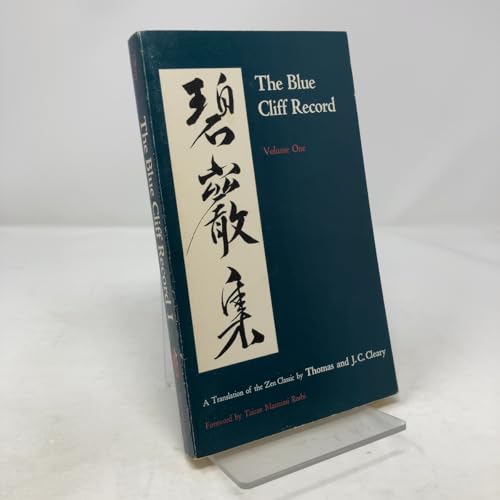 The Blue
Cliff Record
Volume One
碧巖集
A Translation of the Zen Classic by Thomas and J. C. Cleary
Foreword by Taizan Maezumi Roshi
The Blue Cliff Record 1